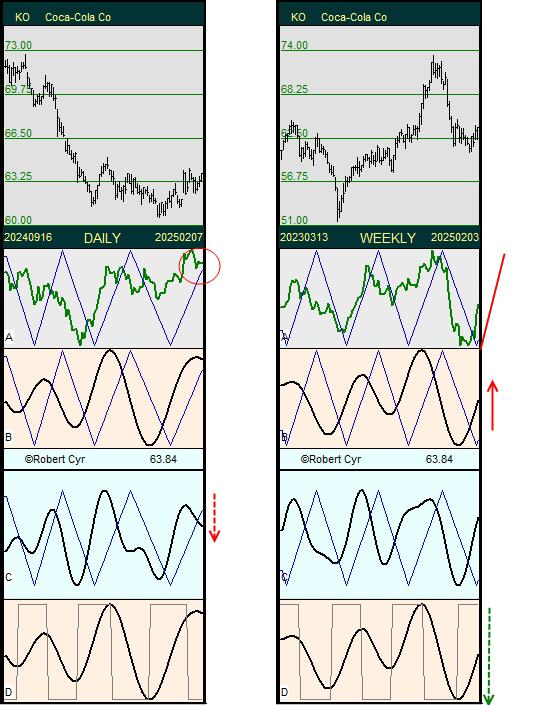 KO Coca-Cola Co
73.00
69.75
66.50
63.25
60.00
20240916 DAILY 20250207
A
B
©Robert Cyr 63.84
C
D
KO Coca-Cola Co
74.00
68.25
62.50
56.75
51.00
20230313 WEEKLY 20250203
A
B
©Robert Cyr 63.84
C
D